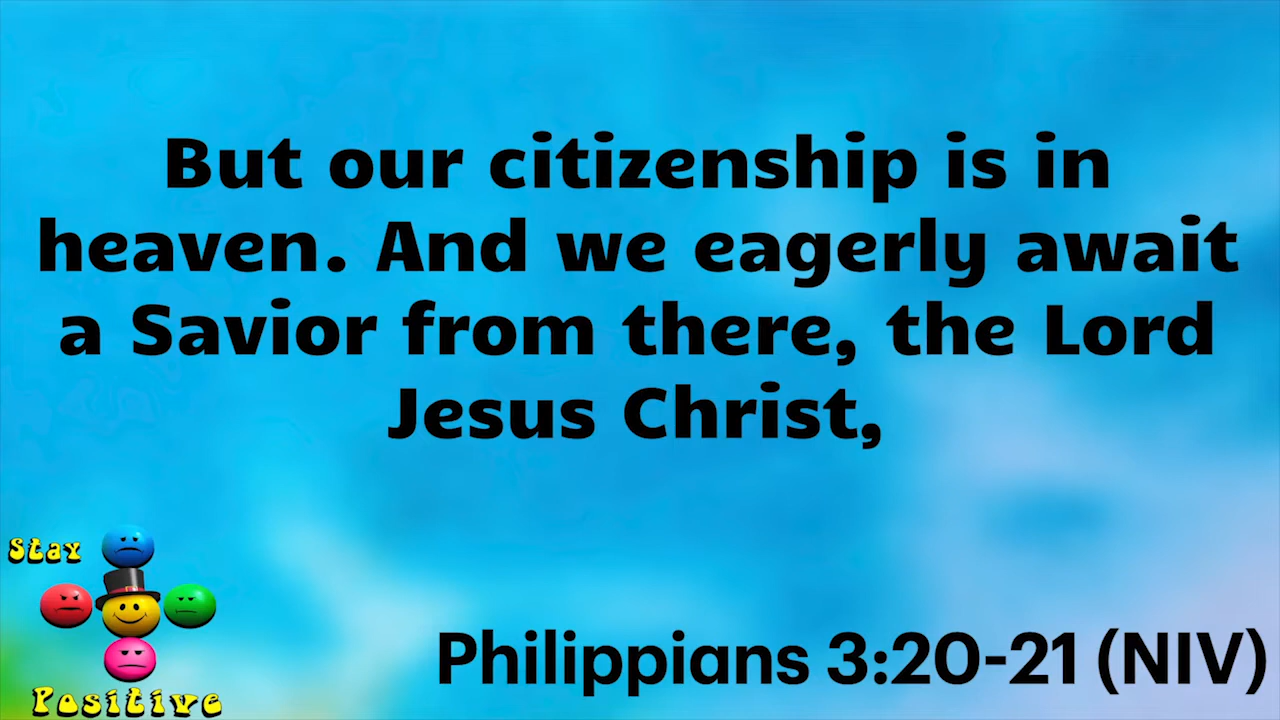 But our citizenship is in
heaven. And we eagerly await
a Savior from there, the Lord
Jesus Christ,
Stay
Positive
Philippians 3:20-21 (NIV)